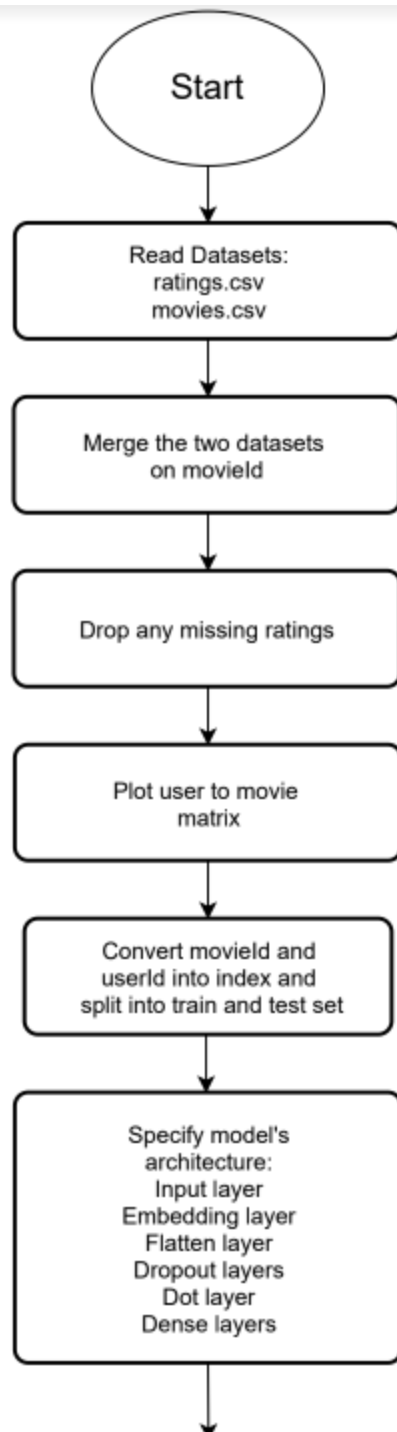 Start
Read Datasets:
ratings.csv
movies.csv
Merge the two datasets
on movieId
Drop any missing ratings
Plot user to movie
matrix
Convert movieId and
userId into index and
split into train and test set
Specify model's
architecture:
Input layer
Embedding layer
Flatten layer
Dropout layers
Dot layer
Dense layers